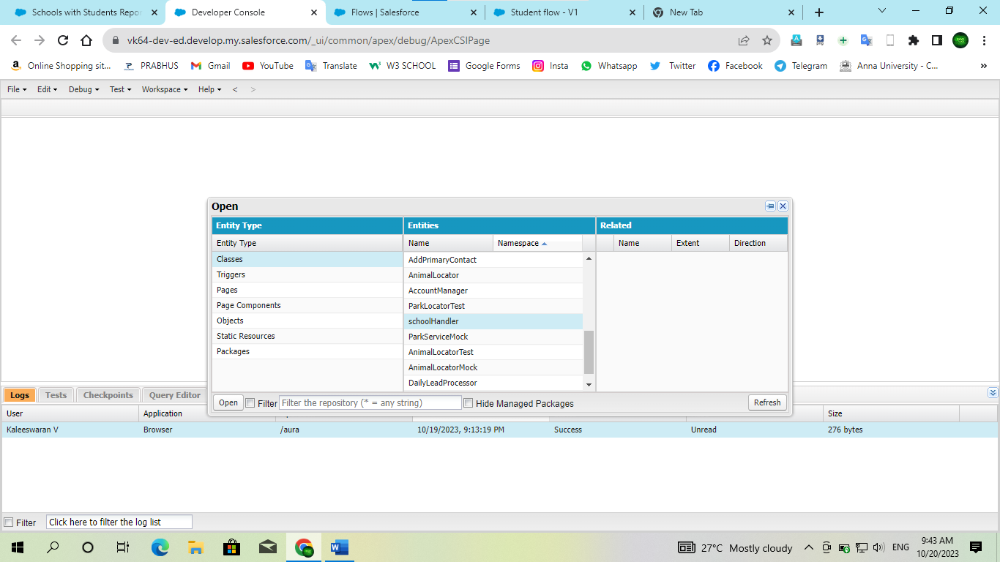 Schools with Students Repor
Developer Console
Flows | Salesforce
Student flow - V1
New Tab
vk64-dev-ed.develop.my.salesforce.com/_ui/common/apex/debug/ApexCSIPage
Online Shopping sit...
PRABHUS
Gmail
YouTube
Translate
W3 SCHOOL
Google Forms
Insta
Whatsapp
Twitter
Facebook
Telegram
Anna University - C...
File Edit Debug Test Workspace Help < >
Open
Entity Type Entities Related
Entity Type Name Namespace Name Extent Direction
Classes AddPrimaryContact
Triggers AnimalLocator
Pages AccountManager
Page Components ParkLocatorTest
Objects schoolHandler
Static Resources ParkServiceMock
Packages AnimalLocatorTest
AnimalLocatorMock
DailyLeadProcessor
Open Filter Filter the repository (* = any string) Hide Managed Packages Refresh
Logs Tests Checkpoints Query Editor
User Application Size
Kaleeswaran V Browser /aura 10/19/2023, 9:13:19 PM Success Unread 276 bytes
Filter Click here to filter the log list
27°C Mostly cloudy ENG 9:43 AM
10/20/2023